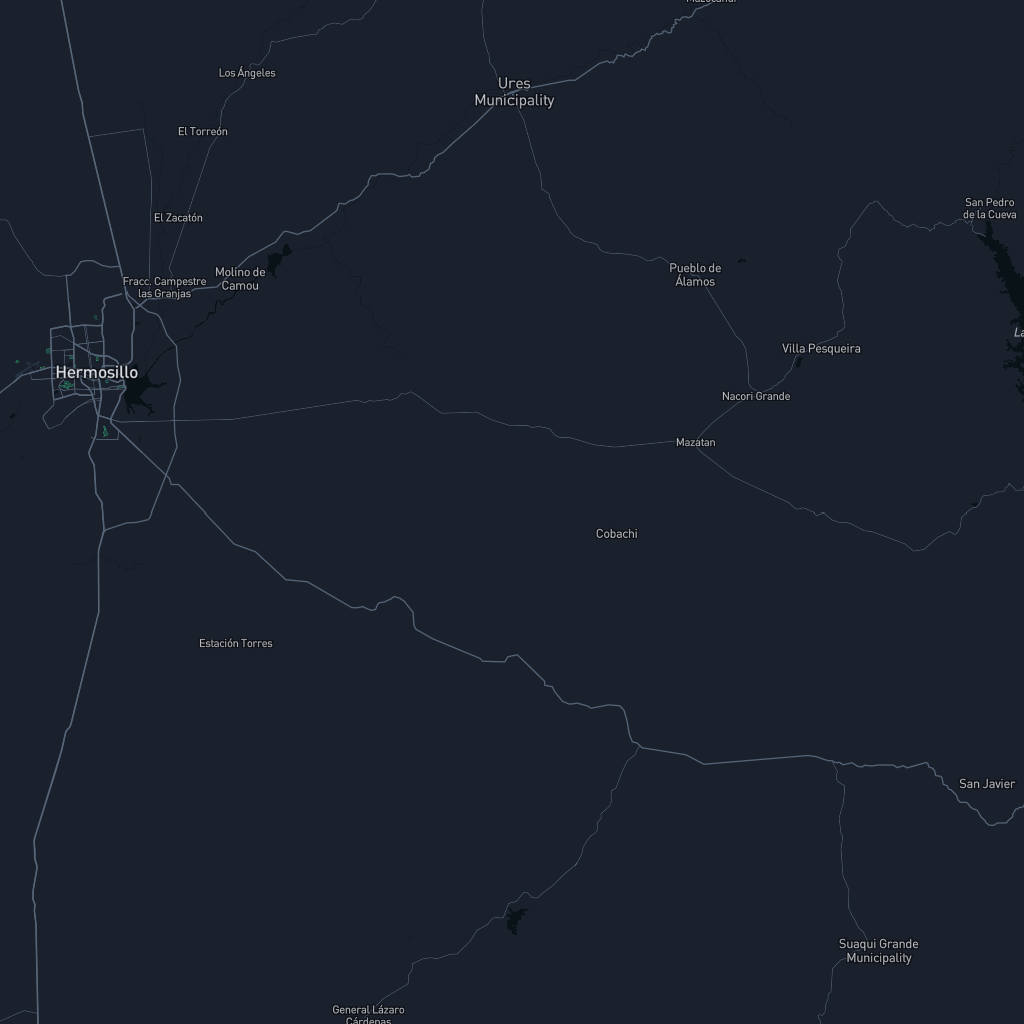 Los Ángeles
Ures
Municipality
El Torreón
San Pedro
de la Cueva
El Zacatón
Molino de
Camou
Pueblo de
Álamos
Fracc. Campestre
las Granjas
Villa Pesqueira
Hermosillo
Nacori Grande
Mazatan
Cobachi
Estación Torres
San Javier
Suaqui Grande
Municipality
General Lázaro
Cárdenas